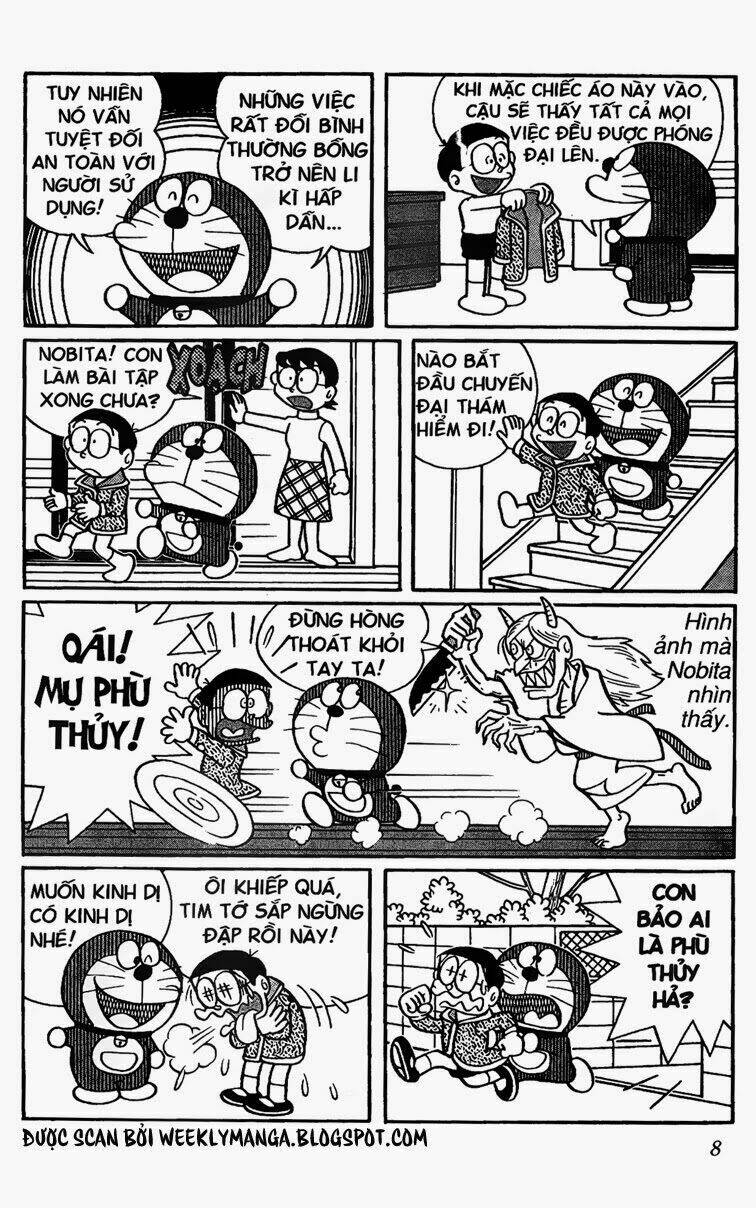 KHI MẶC CHIẾC ÁO NÀY VÀO,
CẬU SẼ THẤY TẤT CẢ MỌI
VIỆC ĐỀU ĐƯỢC PHÓNG
ĐẠI LÊN.
NHỮNG VIỆC
RẤT ĐỖI BÌNH
THƯỜNG BỖNG
TRỞ NÊN LI
KÌ HẤP
DẪN...
TUY NHIÊN
NÓ VẪN
TUYỆT ĐỐI
AN TOÀN VỚI
NGƯỜI SỬ
DỤNG!
NÀO BẮT
ĐẦU CHUYẾN
ĐẠI THÁM
HIỂM ĐI!
XOẠCH
NOBITA! CON
LÀM BÀI TẬP
XONG CHƯA?
Hình
ảnh mà
Nobita
nhìn
thấy.
ĐỪNG HÒNG
THOÁT KHỎI
TAY TA!
OÁI!
MỤ PHÙ
THỦY!
CON
BẢO AI
LÀ PHÙ
THỦY
HẢ?
ÔI KHIẾP QUÁ,
TIM TỚ SẮP NGỪNG
ĐẬP RỒI NÀY!
MUỐN KINH DỊ
CÓ KINH DỊ
NHÉ!
ĐƯỢC SCAN BỞI WEEKLYMANGA.BLOGSPOT.COM
8